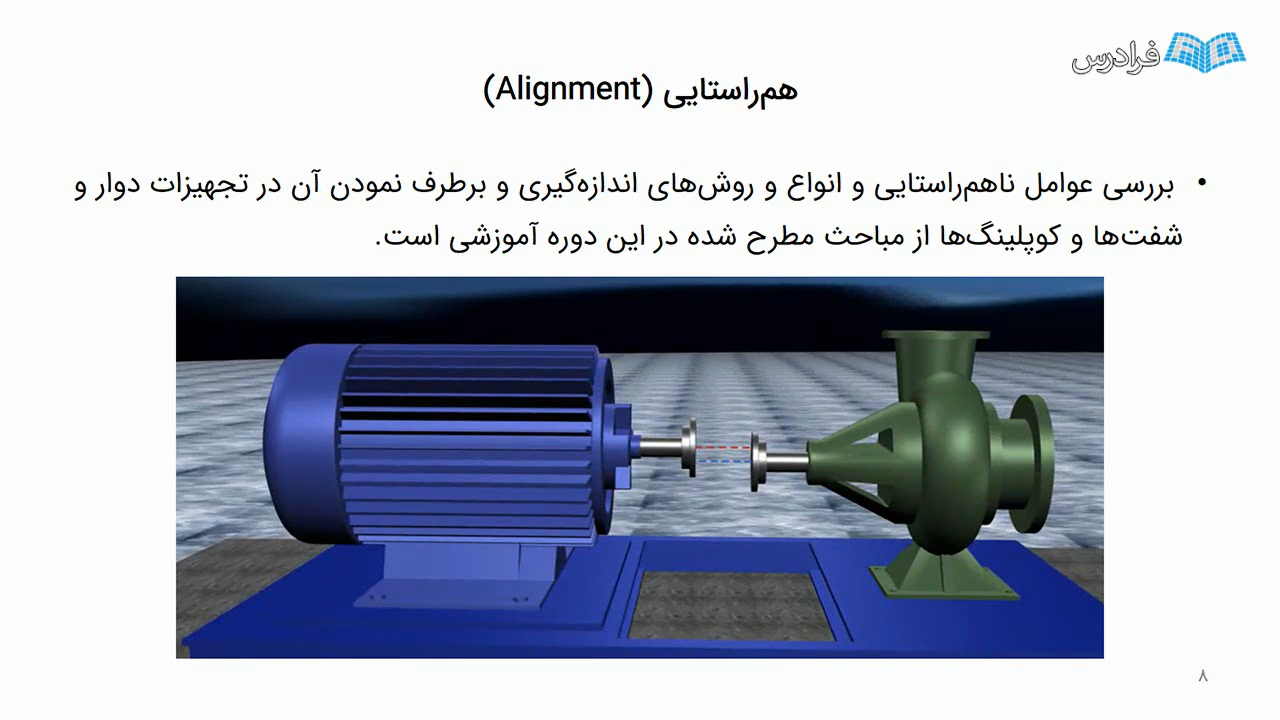 فرادرس
هم‌راستایی (Alignment)
• بررسی عوامل ناهم‌راستایی و انواع و روش‌های اندازه‌گیری و برطرف نمودن آن در تجهیزات دوار و
شفت‌ها و کوپلینگ‌ها از مباحث مطرح شده در این دوره آموزشی است.
۸